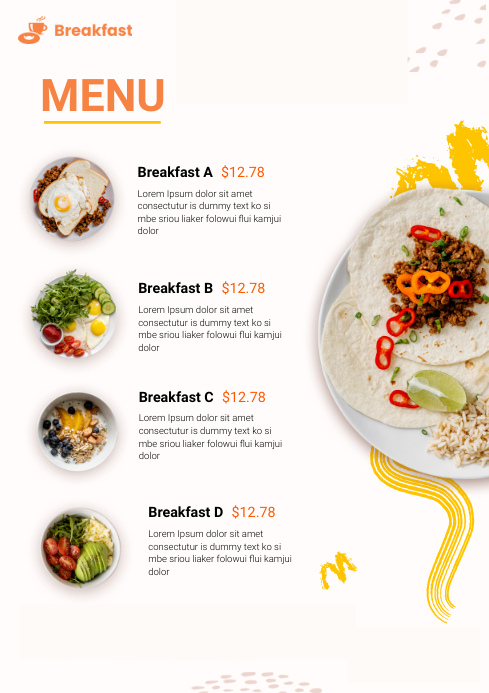 Breakfast
MENU
Breakfast A $12.78
Lorem Ipsum dolor sit amet
consectutur is dummy text ko si
mbe sriou liaker folowui flui kamjui
dolor
Breakfast B $12.78
Lorem Ipsum dolor sit amet
consectutur is dummy text ko si
mbe sriou liaker folowui flui kamjui
dolor
Breakfast C $12.78
Lorem Ipsum dolor sit amet
consectutur is dummy text ko si
mbe sriou liaker folowui flui kamjui
dolor
Breakfast D $12.78
Lorem Ipsum dolor sit amet
consectutur is dummy text ko si
mbe sriou liaker folowui flui kamjui
dolor